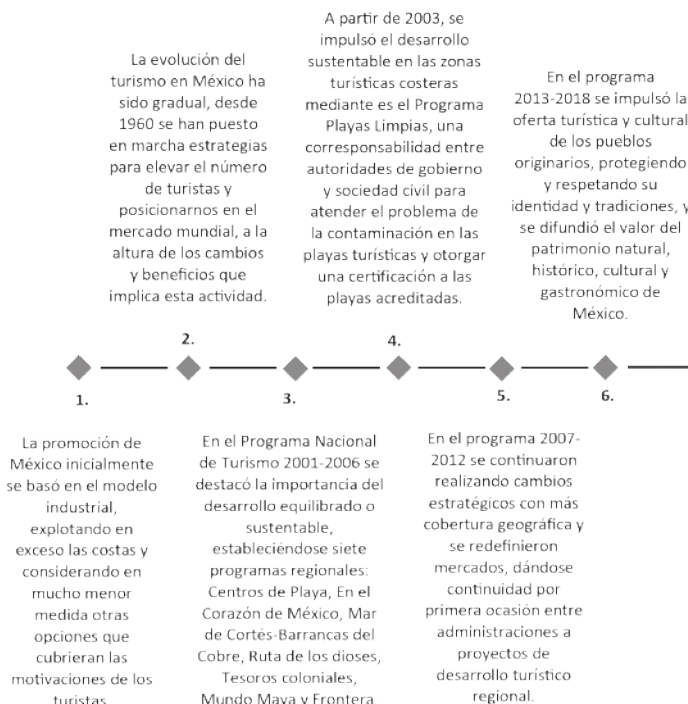 La evolución del
turismo en México ha
sido gradual, desde
1960 se han puesto
en marcha estrategias
para elevar el número
de turistas y
posicionarnos en el
mercado mundial, a la
altura de los cambios
y beneficios que
implica esta actividad.
A partir de 2003, se
impulsó el desarrollo
sustentable en las zonas
turísticas costeras
mediante es el Programa
Playas Limpias, una
corresponsabilidad entre
autoridades de gobierno
y sociedad civil para
atender el problema de
la contaminación en las
playas turísticas y otorgar
una certificación a las
playas acreditadas.
En el programa
2013-2018 se impulsó la
oferta turística y cultural
de los pueblos
originarios, protegiendo
y respetando su
identidad y tradiciones, y
se difundió el valor del
patrimonio natural,
histórico, cultural y
gastronómico de
México.
2.
4.
1.
3.
5.
6.
La promoción de
México inicialmente
se basó en el modelo
industrial,
explotando en
exceso las costas y
considerando en
mucho menor
medida otras
opciones que
cubrieran las
motivaciones de los
turistas
En el Programa Nacional
de Turismo 2001-2006 se
destacó la importancia del
desarrollo equilibrado o
sustentable,
estableciéndose siete
programas regionales:
Centros de Playa, En el
Corazón de México, Mar
de Cortés-Barrancas del
Cobre, Ruta de los dioses,
Tesoros coloniales,
Mundo Maya y Frontera
En el programa 2007-
2012 se continuaron
realizando cambios
estratégicos con más
cobertura geográfica y
se redefinieron
mercados, dándose
continuidad por
primera ocasión entre
administraciones a
proyectos de
desarrollo turístico
regional.